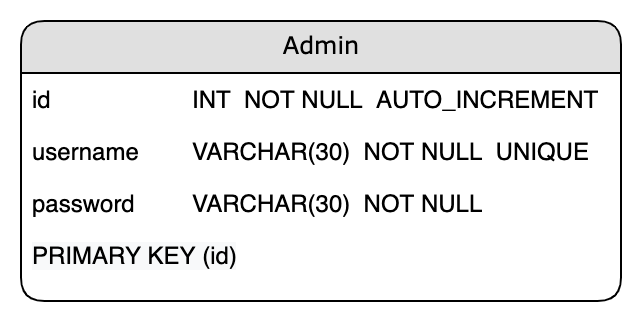 Admin
id INT NOT NULL AUTO_INCREMENT
username VARCHAR(30) NOT NULL UNIQUE
password VARCHAR(30) NOT NULL
PRIMARY KEY (id)